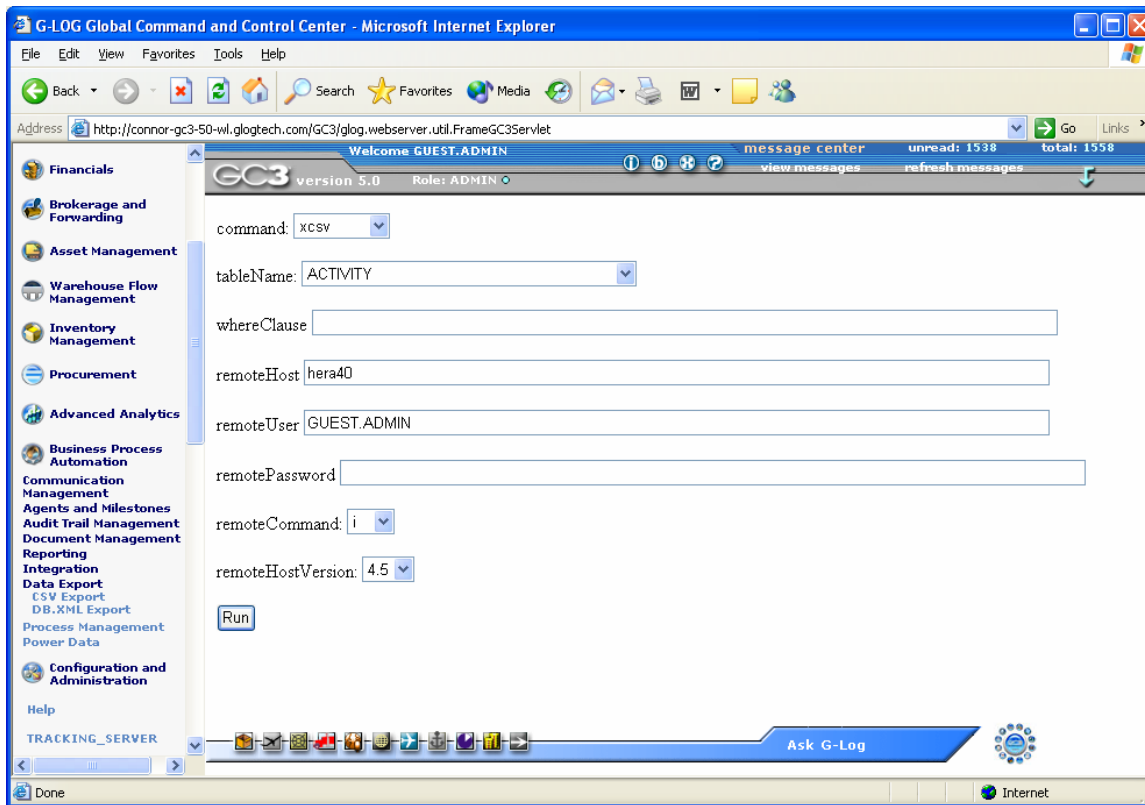 G-LOG Global Command and Control Center - Microsoft Internet Explorer
File Edit View Favorites Tools Help
Back Search Favorites Media
Address http://connor-gc3-50-wl.glogtech.com/GC3/glog.webserver.util.FrameGC3Servlet Go Links
Welcome GUEST.ADMIN message center unread: 1538 total: 1558
GC3 version 5.0 Role: ADMIN view messages refresh messages
Financials
Brokerage and
Forwarding
Asset Management
Warehouse Flow
Management
Inventory
Management
Procurement
Advanced Analytics
Business Process
Automation
Communication
Management
Agents and Milestones
Audit Trail Management
Document Management
Reporting
Integration
Data Export
CSV Export
DB.XML Export
Process Management
Power Data
Configuration and
Administration
Help
TRACKING_SERVER
command: xcsv
tableName: ACTIVITY
whereClause
remoteHost hera40
remoteUser GUEST.ADMIN
remotePassword
remoteCommand: i
remoteHostVersion: 4.5
Run
Ask G-Log
Done Internet